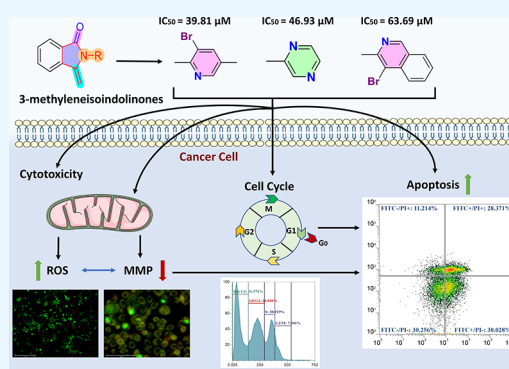 IC₅₀ = 39.81 µM
IC₅₀ = 46.93 µM
IC₅₀ = 63.69 µM
O
N-R
Br
N
N
N
N
Br
3-methyleneisoindolinones
Cancer Cell
Cytotoxicity
Cell Cycle
Apoptosis
M
G2
G1
G₀
S
ROS
MMP
FITC-/PI+: 11.214%
FITC+/PI+: 28.371%
FITC-/PI-: 30.256%
FITC+/PI-: 30.028%